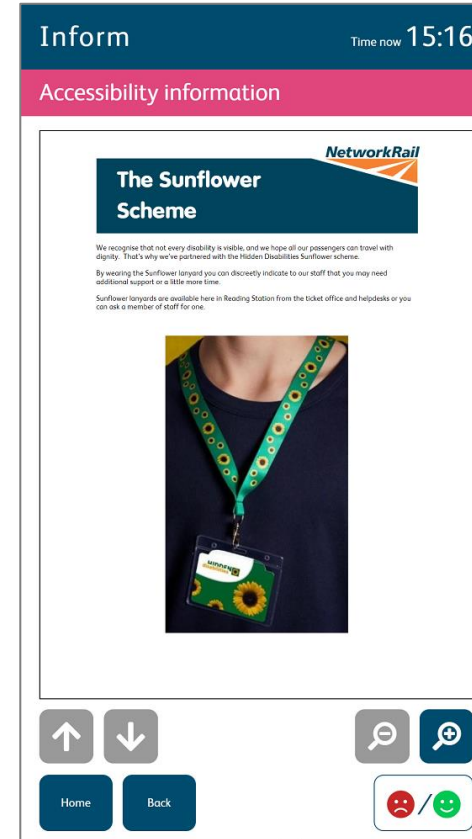 Inform
Time now 15:16
Accessibility information
NetworkRail
The Sunflower
Scheme
We recognise that not every disability is visible, and we hope all our passengers can travel with
dignity. That's why we've partnered with the Hidden Disabilities Sunflower scheme.
By wearing the Sunflower lanyard you can discreetly indicate to our staff that you may need
additional support or a little more time.
Sunflower lanyards are available here in Reading Station from the ticket office and helpdesks or you
can ask a member of staff for one.
Home
Back